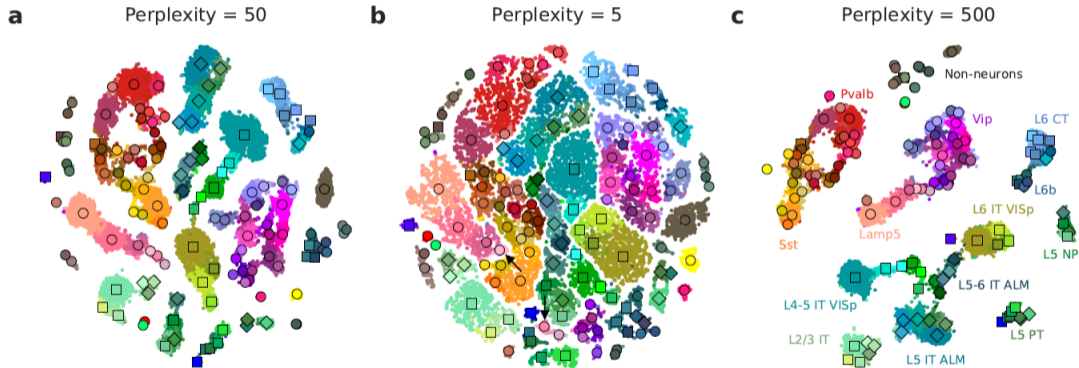 a Perplexity = 50
b Perplexity = 5
c Perplexity = 500
Non-neurons
Pvalb
Vip
L6 CT
L6b
L6 IT VISp
Lamp5
Sst
L5 NP
L5-6 IT ALM
L4-5 IT VISp
L5 PT
L2/3 IT
L5 IT ALM